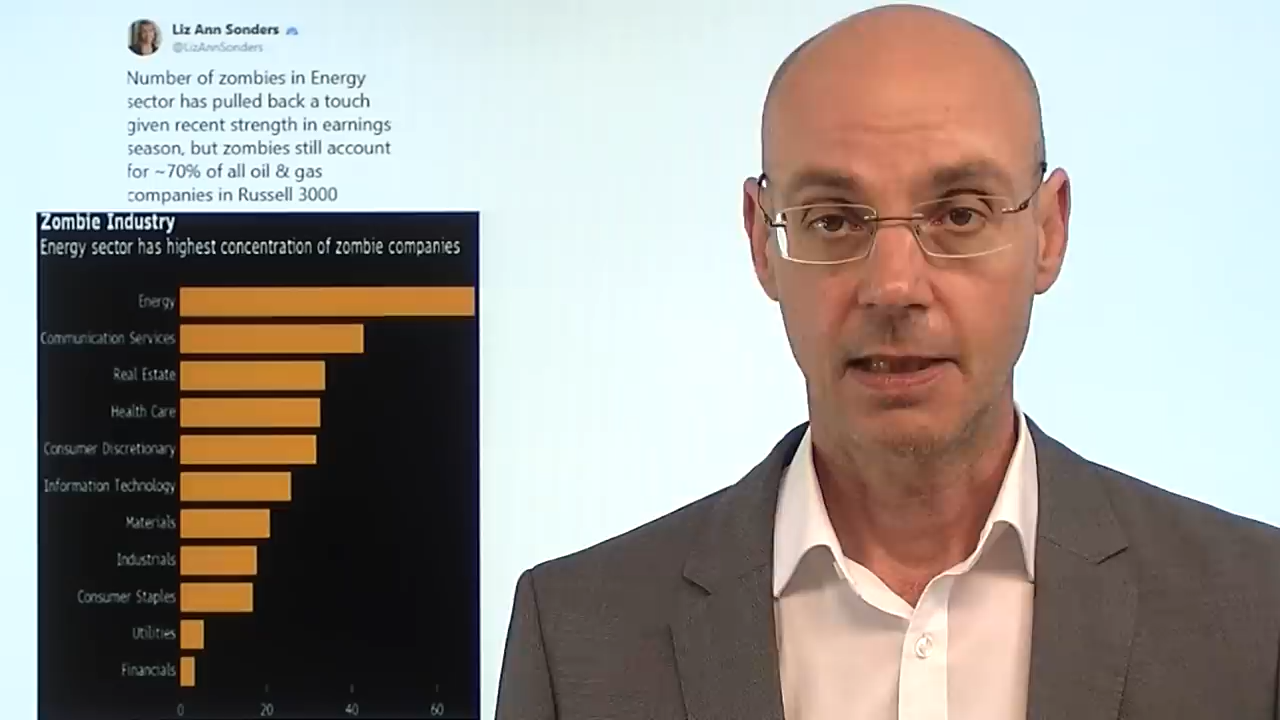 Liz Ann Sonders
@LizAnnSonders
Number of zombies in Energy
sector has pulled back a touch
given recent strength in earnings
season, but zombies still account
for ~70% of all oil & gas
companies in Russell 3000
Zombie Industry
Energy sector has highest concentration of zombie companies
Energy
Communication Services
Real Estate
Health Care
Consumer Discretionary
Information Technology
Materials
Industrials
Consumer Staples
Utilities
Financials
0 20 40 60